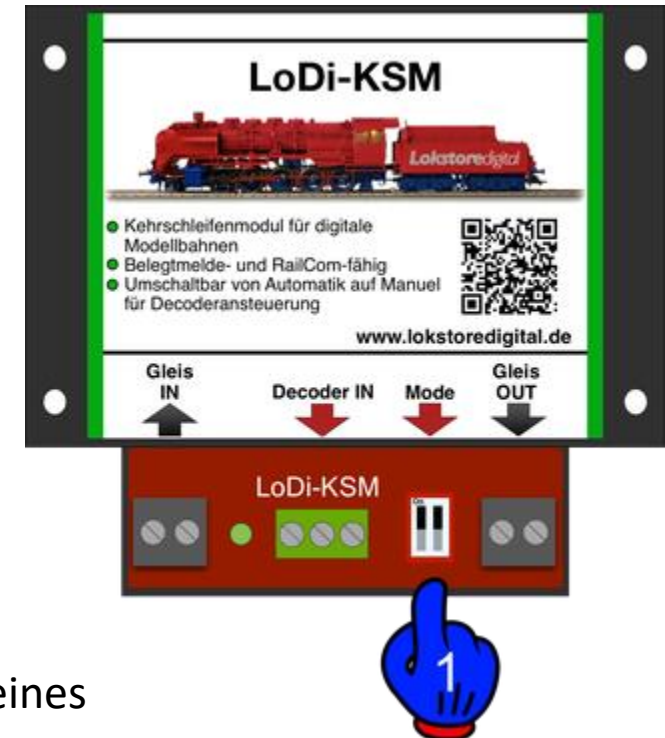 LoDi-KSM
Lokstoredigital
Kehrschleifenmodul für digitale
Modellbahnen
Belegtmelde- und RailCom-fähig
Umschaltbar von Automatik auf Manuel
für Decoderansteuerung
www.lokstoredigital.de
Gleis
IN
Decoder IN
Mode
Gleis
OUT
LoDi-KSM
On
1
eines